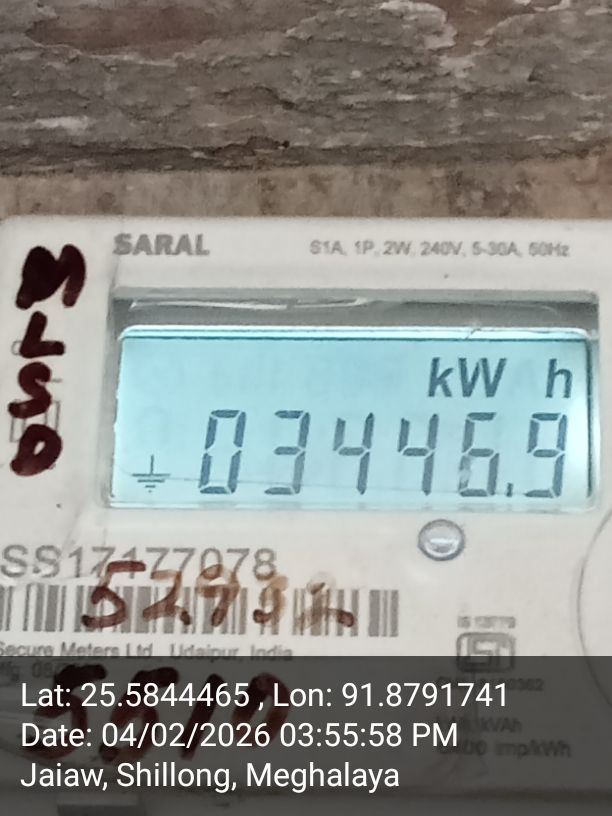 SARAL
S1A, 1P, 2W, 240V, 5-30A, 50Hz
MLSD
kW h
03446.9
SS17177078
Secure Meters Ltd., Udaipur, India
Lat: 25.5844465 , Lon: 91.8791741
Date: 04/02/2026 03:55:58 PM
Jaiaw, Shillong, Meghalaya